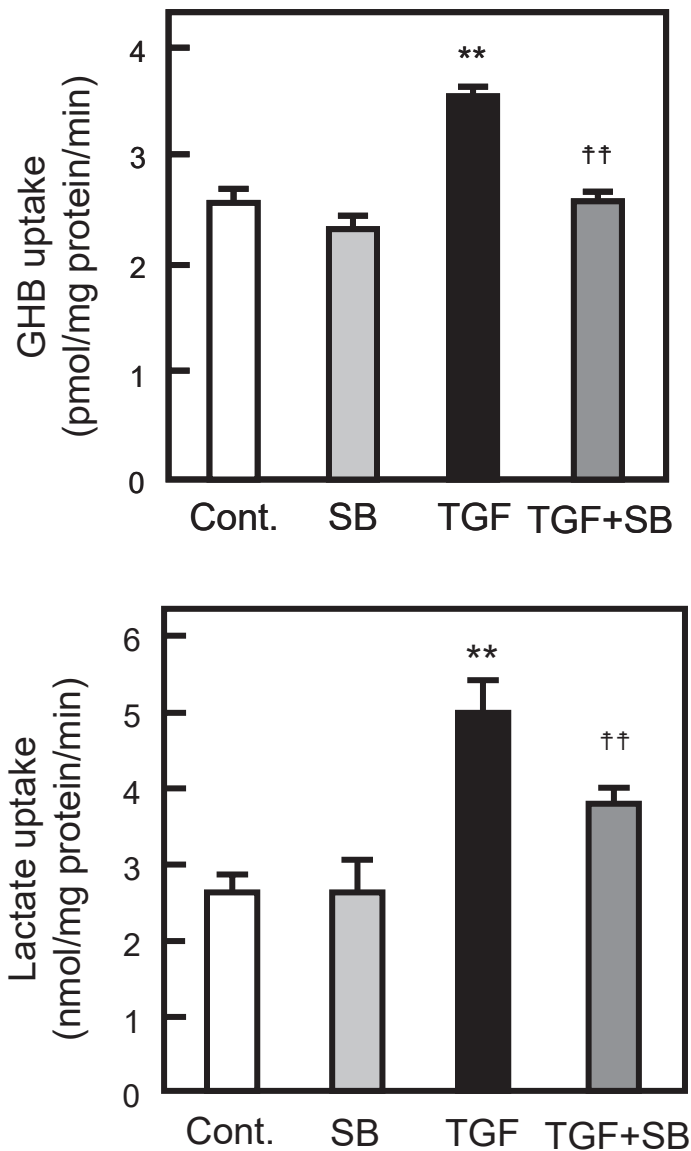 GHB uptake
(pmol/mg protein/min)
4
3
2
1
0
**
††
Cont. SB TGF TGF+SB
Lactate uptake
(nmol/mg protein/min)
6
5
4
3
2
1
0
**
††
Cont. SB TGF TGF+SB